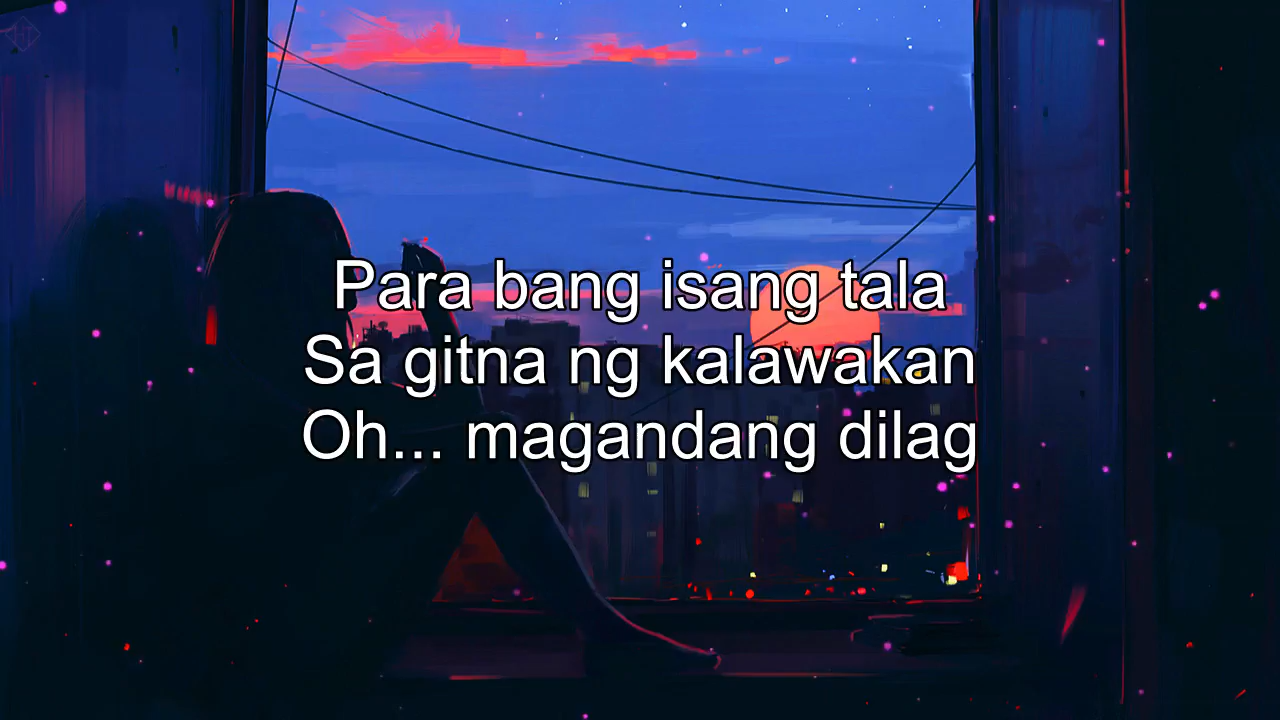 Para bang isang tala
Sa gitna ng kalawakan
Oh... magandang dilag